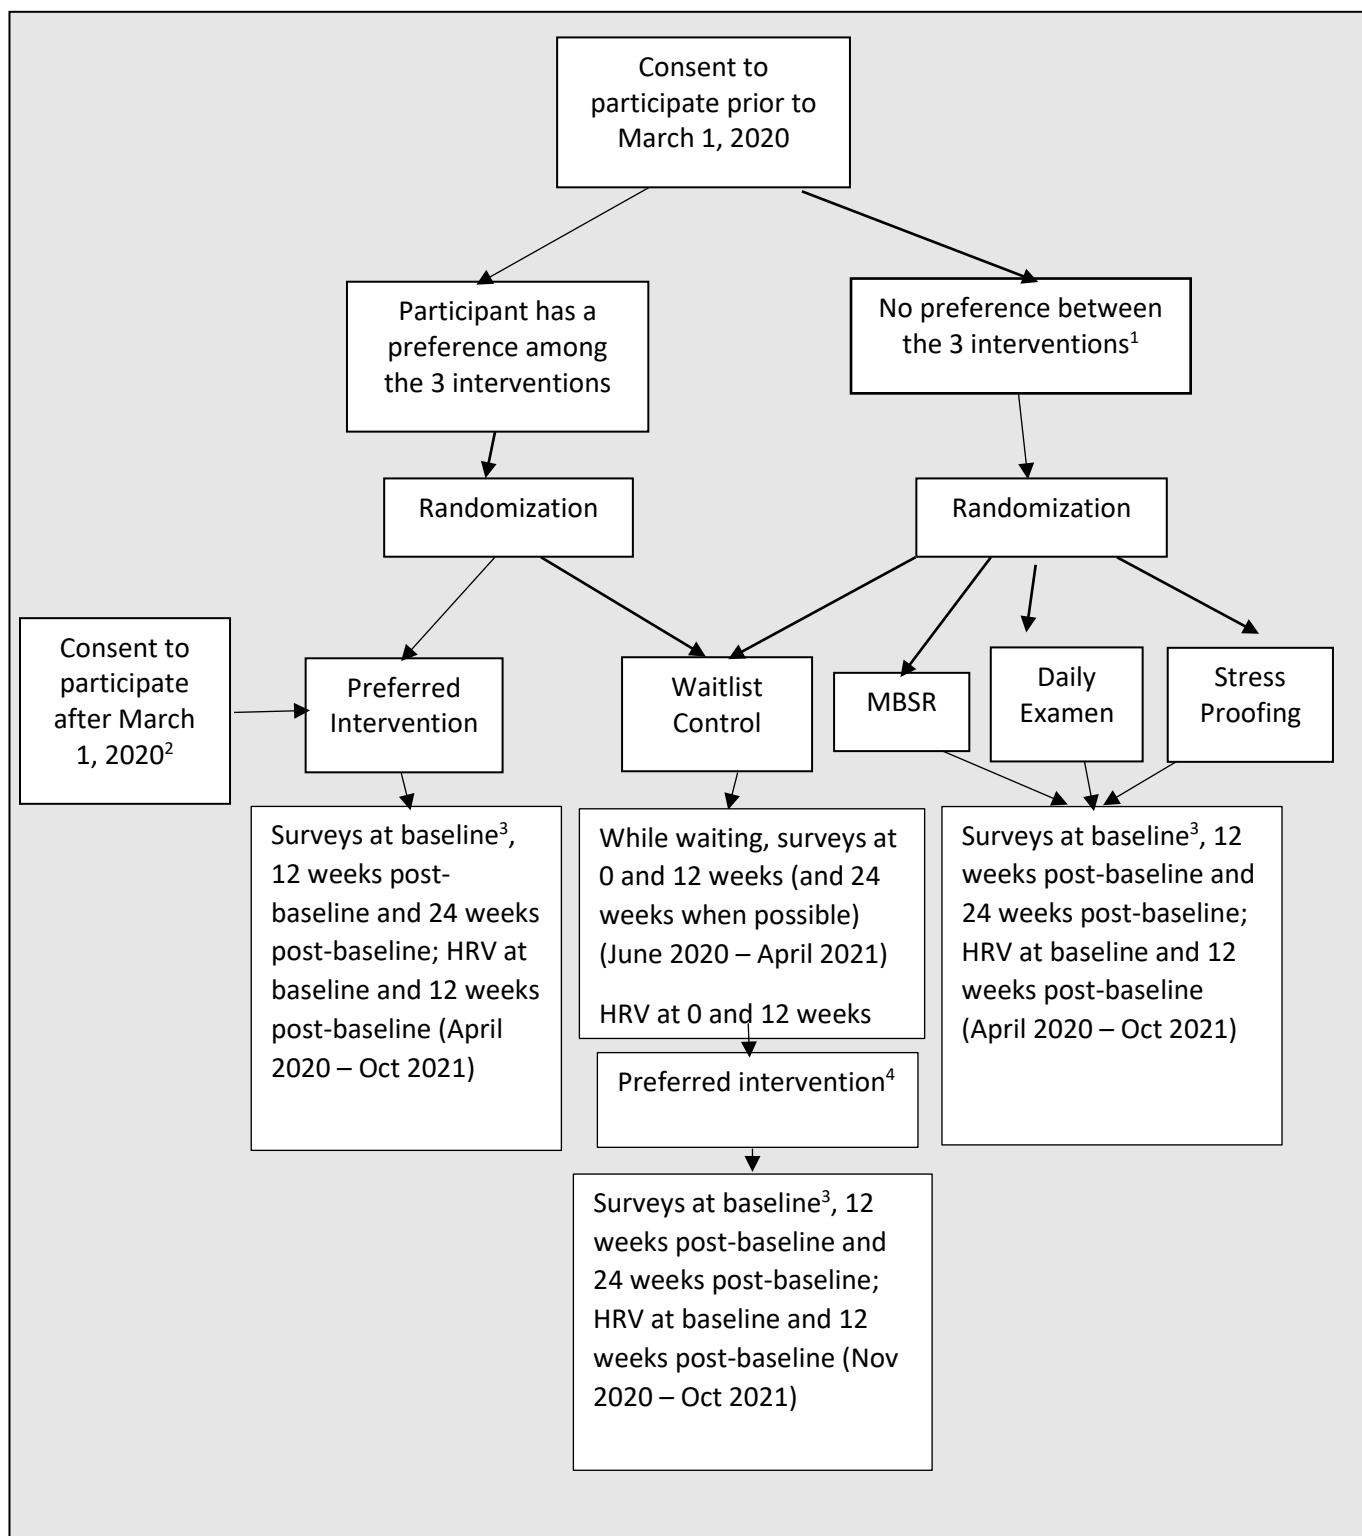 Consent to
participate prior to
March 1, 2020
Participant has a
preference among
the 3 interventions
No preference between
the 3 interventions¹
Randomization
Randomization
Consent to
participate
after March
1, 2020²
Preferred
Intervention
Waitlist
Control
MBSR
Daily
Examen
Stress
Proofing
Surveys at baseline³,
12 weeks post-
baseline and 24 weeks
post-baseline; HRV at
baseline and 12 weeks
post-baseline (April
2020 – Oct 2021)
While waiting, surveys at
0 and 12 weeks (and 24
weeks when possible)
(June 2020 – April 2021)
HRV at 0 and 12 weeks
Surveys at baseline³, 12
weeks post-baseline and
24 weeks post-baseline;
HRV at baseline and 12
weeks post-baseline
(April 2020 – Oct 2021)
Preferred intervention⁴
Surveys at baseline³, 12
weeks post-baseline and
24 weeks post-baseline;
HRV at baseline and 12
weeks post-baseline (Nov
2020 – Oct 2021)